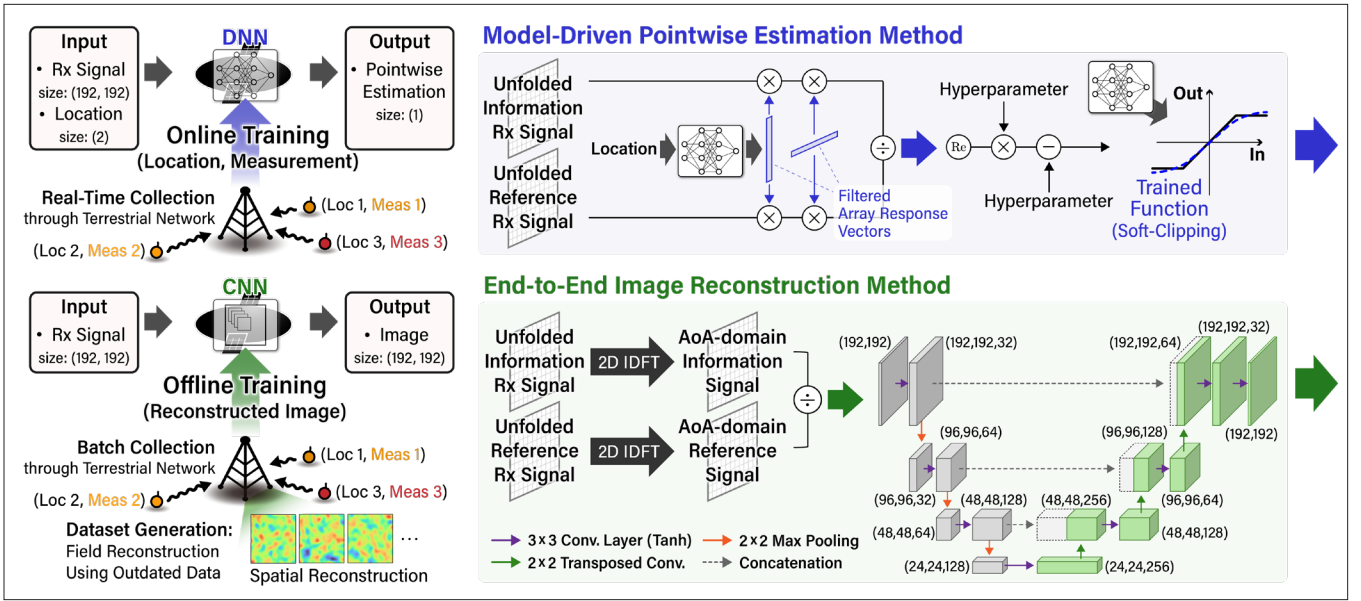 Input
• Rx Signal
size: (192, 192)
• Location
size: (2)
DNN
Output
• Pointwise
Estimation
size: (1)
Online Training
(Location, Measurement)
Real-Time Collection
through Terrestrial Network
(Loc 1, Meas 1)
(Loc 2, Meas 2)
(Loc 3, Meas 3)
Model-Driven Pointwise Estimation Method
Unfolded
Information
Rx Signal
Unfolded
Reference
Rx Signal
Location
×
×
×
×
÷
Filtered
Array Response
Vectors
Hyperparameter
Re
×
−
Hyperparameter
Out
In
Trained
Function
(Soft-Clipping)
Input
• Rx Signal
size: (192, 192)
CNN
Output
• Image
size: (192, 192)
Offline Training
(Reconstructed Image)
Batch Collection
through Terrestrial Network
(Loc 1, Meas 1)
(Loc 2, Meas 2)
(Loc 3, Meas 3)
Dataset Generation:
Field Reconstruction
Using Outdated Data
...
Spatial Reconstruction
End-to-End Image Reconstruction Method
Unfolded
Information
Rx Signal
2D IDFT
AoA-domain
Information
Signal
Unfolded
Reference
Rx Signal
2D IDFT
AoA-domain
Reference
Signal
÷
(192,192)
(192,192,32)
(192,192,64)
(192,192,32)
(192,192)
(96,96,64)
(96,96,128)
(96,96,32)
(48,48,128)
(48,48,256)
(96,96,64)
(48,48,64)
(48,48,128)
(24,24,128)
(24,24,256)
3×3 Conv. Layer (Tanh)
2×2 Max Pooling
2×2 Transposed Conv.
Concatenation